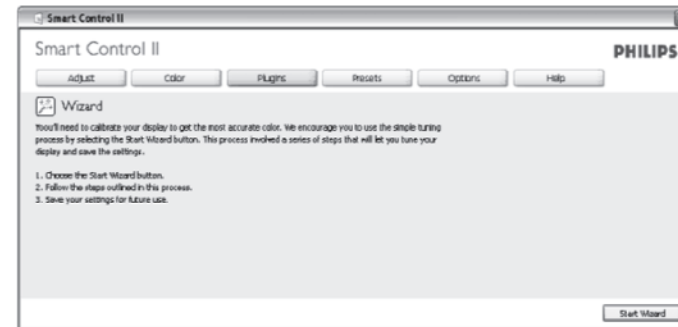 Smart Control II
Smart Control II
PHILIPS
Adjust Color Plugins Presets Options Help
Wizard
Yoou'll need to calibrate your display to get the most accurate color. We encourage you to use the simple tuning
process by selecting the Start Wizard button. This process involved a series of steps that will let you tune your
display and save the settings.
1. Choose the Start Wizard button.
2. Follow the steps outlined in this process.
3. Save your settings for future use.
Start Wizard